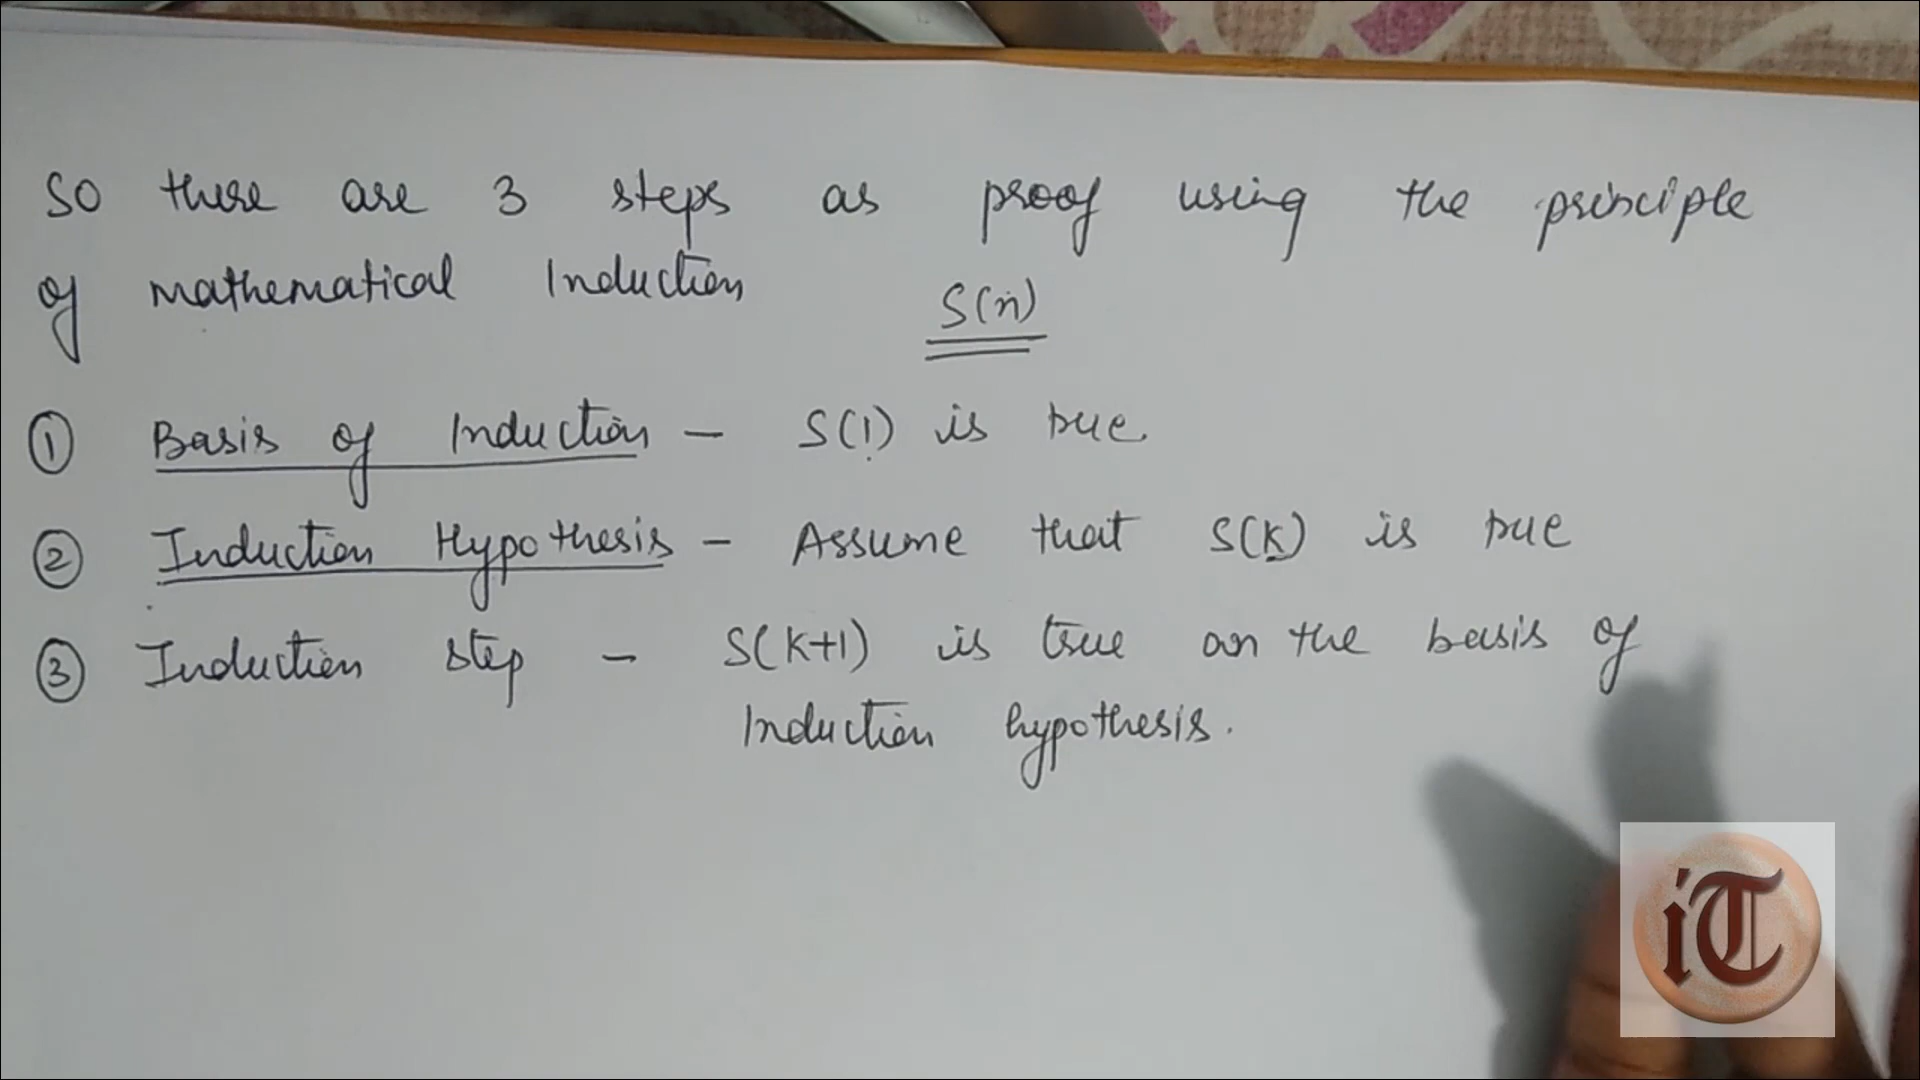 So there are 3 steps as proof using the principle
of mathematical Induction
S(n)
① Basis of Induction – S(1) is true
② Induction Hypothesis – Assume that S(K) is true
③ Induction step – S(K+1) is true on the basis of
Induction hypothesis.
iT